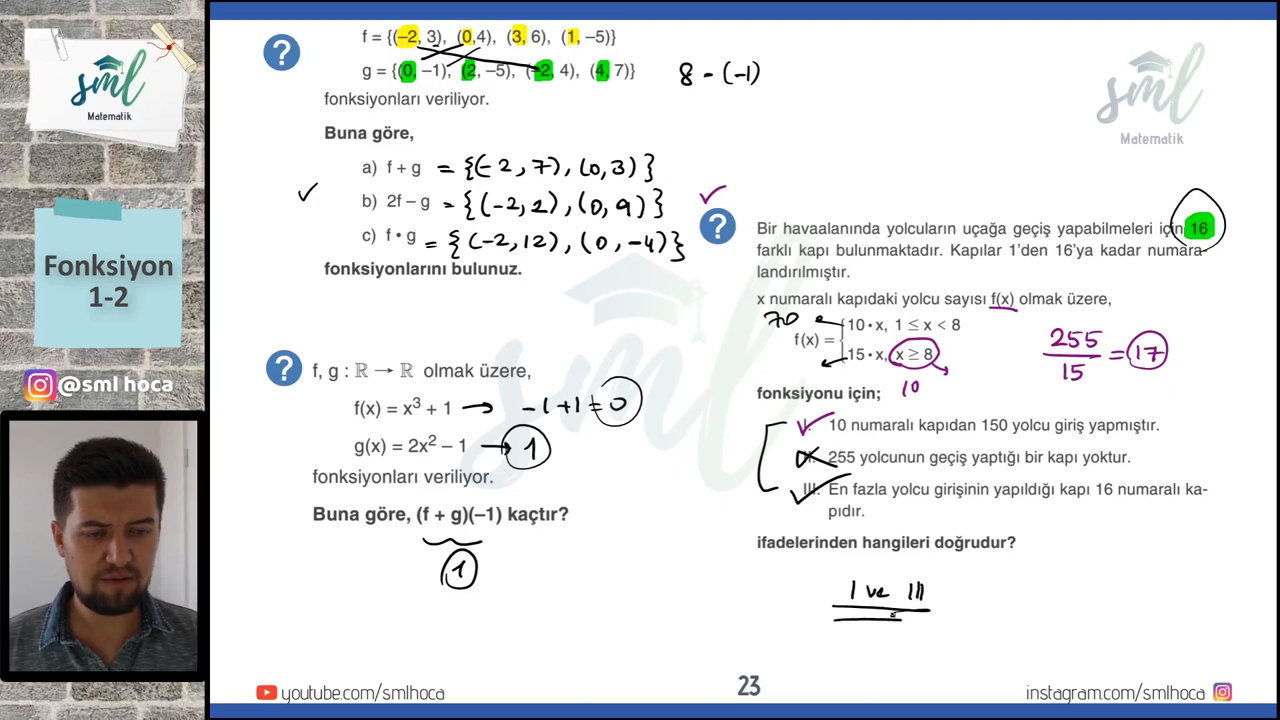 sml
Matematik
Fonksiyon
1-2
@sml hoca
f = {(–2, 3), (0,4), (3, 6), (1, –5)}
g = {(0, –1), (2, –5), (–2, 4), (4, 7)}
8 - (-1)
fonksiyonları veriliyor.
Buna göre,
a) f + g = {(-2, 7), (0, 3)}
b) 2f – g = {(-2, 2), (0, 9)}
c) f • g = {(-2, 12), (0, -4)}
fonksiyonlarını bulunuz.
f, g : ℝ → ℝ olmak üzere,
f(x) = x³ + 1 → -1 + 1 = 0
g(x) = 2x² – 1 → 1
fonksiyonları veriliyor.
Buna göre, (f + g)(–1) kaçtır?
1
sml
Matematik
Bir havaalanında yolcuların uçağa geçiş yapabilmeleri için 16
farklı kapı bulunmaktadır. Kapılar 1'den 16'ya kadar numara-
landırılmıştır.
x numaralı kapıdaki yolcu sayısı f(x) olmak üzere,
70
f(x) = { 10 • x, 1 ≤ x < 8
15 • x, x ≥ 8
10
255/15 = 17
fonksiyonu için;
10 numaralı kapıdan 150 yolcu giriş yapmıştır.
II. 255 yolcunun geçiş yaptığı bir kapı yoktur.
III. En fazla yolcu girişinin yapıldığı kapı 16 numaralı ka-
pıdır.
ifadelerinden hangileri doğrudur?
I ve III
youtube.com/smlhoca
23
instagram.com/smlhoca